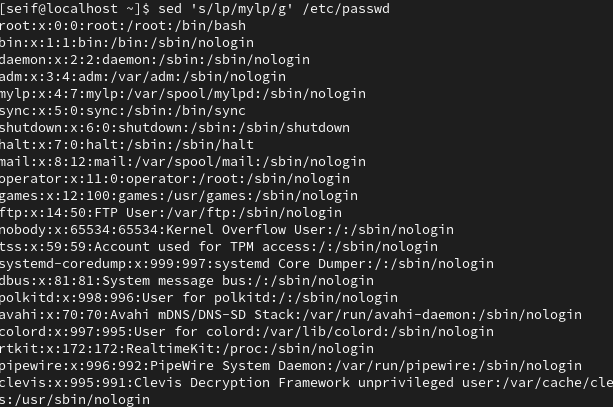 [seif@localhost ~]$ sed 's/lp/mylp/g' /etc/passwd
root:x:0:0:root:/root:/bin/bash
bin:x:1:1:bin:/bin:/sbin/nologin
daemon:x:2:2:daemon:/sbin:/sbin/nologin
adm:x:3:4:adm:/var/adm:/sbin/nologin
mylp:x:4:7:mylp:/var/spool/mylpd:/sbin/nologin
sync:x:5:0:sync:/sbin:/bin/sync
shutdown:x:6:0:shutdown:/sbin:/sbin/shutdown
halt:x:7:0:halt:/sbin:/sbin/halt
mail:x:8:12:mail:/var/spool/mail:/sbin/nologin
operator:x:11:0:operator:/root:/sbin/nologin
games:x:12:100:games:/usr/games:/sbin/nologin
ftp:x:14:50:FTP User:/var/ftp:/sbin/nologin
nobody:x:65534:65534:Kernel Overflow User:/:/sbin/nologin
tss:x:59:59:Account used for TPM access:/:/sbin/nologin
systemd-coredump:x:999:997:systemd Core Dumper:/:/sbin/nologin
dbus:x:81:81:System message bus:/:/sbin/nologin
polkitd:x:998:996:User for polkitd:/:/sbin/nologin
avahi:x:70:70:Avahi mDNS/DNS-SD Stack:/var/run/avahi-daemon:/sbin/nologin
colord:x:997:995:User for colord:/var/lib/colord:/sbin/nologin
rtkit:x:172:172:RealtimeKit:/proc:/sbin/nologin
pipewire:x:996:992:PipeWire System Daemon:/var/run/pipewire:/sbin/nologin
clevis:x:995:991:Clevis Decryption Framework unprivileged user:/var/cache/cle
s:/usr/sbin/nologin